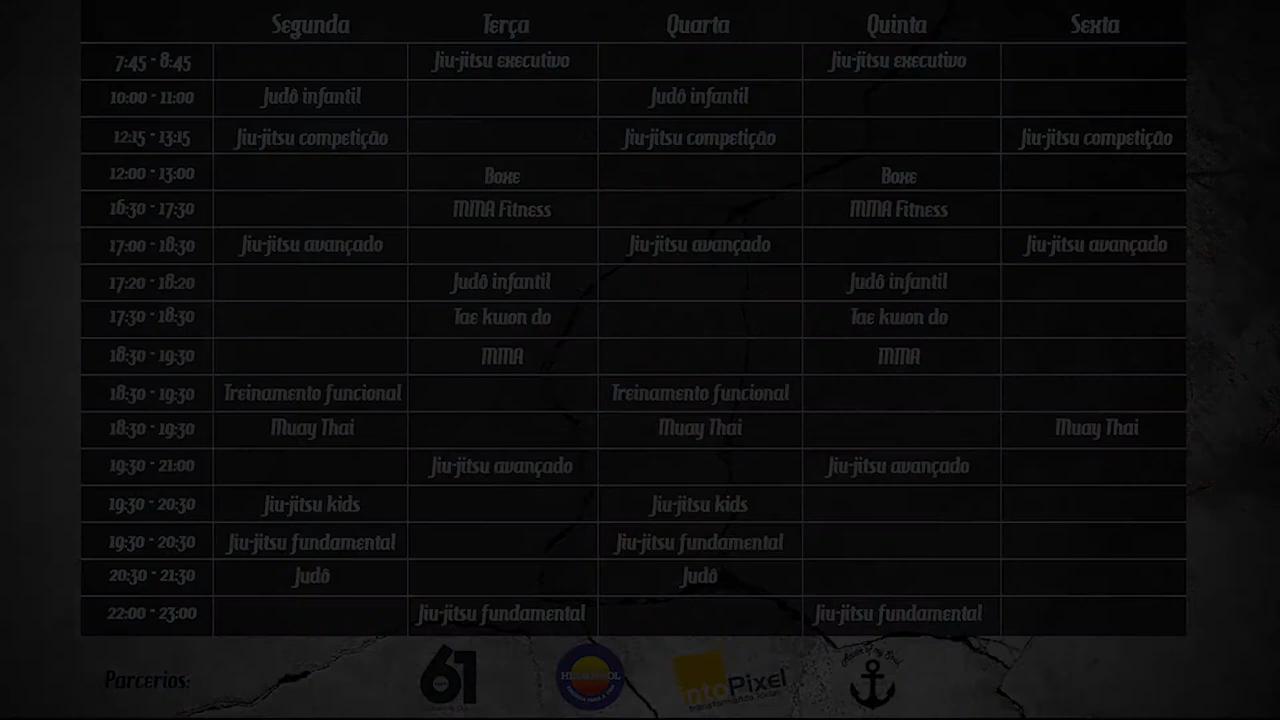 Segunda Terça Quarta Quinta Sexta
7:45 - 8:45 Jiu-jitsu executivo Jiu-jitsu executivo
10:00 - 11:00 Judô infantil Judô infantil
12:15 - 13:15 Jiu-jitsu competição Jiu-jitsu competição Jiu-jitsu competição
12:00 - 13:00 Boxe Boxe
16:30 - 17:30 MMA Fitness MMA Fitness
17:00 - 18:30 Jiu-jitsu avançado Jiu-jitsu avançado Jiu-jitsu avançado
17:20 - 18:20 Judô infantil Judô infantil
17:30 - 18:30 Tae kwon do Tae kwon do
18:30 - 19:30 MMA MMA
18:30 - 19:30 Treinamento funcional Treinamento funcional
18:30 - 19:30 Muay Thai Muay Thai Muay Thai
19:30 - 21:00 Jiu-jitsu avançado Jiu-jitsu avançado
19:30 - 20:30 Jiu-jitsu kids Jiu-jitsu kids
19:30 - 20:30 Jiu-jitsu fundamental Jiu-jitsu fundamental
20:30 - 21:30 Judô Judô
22:00 - 23:00 Jiu-jitsu fundamental Jiu-jitsu fundamental
Parcerios: 61 intoPixel